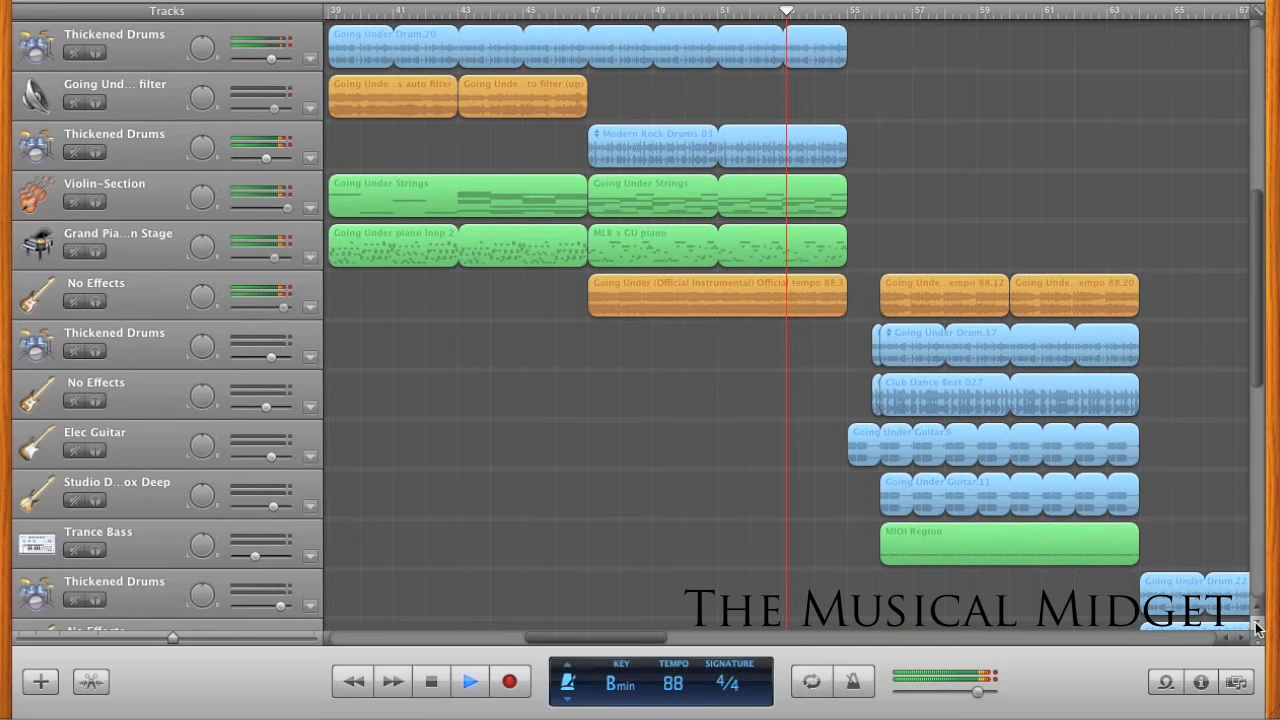 Tracks
39 41 43 45 47 49 51 55 57 59 61 63 65 67
Thickened Drums
Going Under Drum.20
Going Und... filter
Going Unde...s auto filter
Going Unde...to filter (up)
Thickened Drums
Modern Rock Drums 03
Violin-Section
Going Under Strings
Going Under Strings
Grand Pia...n Stage
Going Under piano loop 2
MLB x GU piano
No Effects
Going Under (Official Instrumental) Official tempo 88.3
Going Unde...empo 88.12
Going Unde...empo 88.20
Thickened Drums
Going Under Drum.17
No Effects
Club Dance Beat 027
Elec Guitar
Going Under Guitar.6
Studio D...ox Deep
Going Under Guitar.11
Trance Bass
MIDI Region
Thickened Drums
Going Under Drum.22
The Musical Midget
No Effects
L R
KEY TEMPO SIGNATURE
Bmin 88 4/4